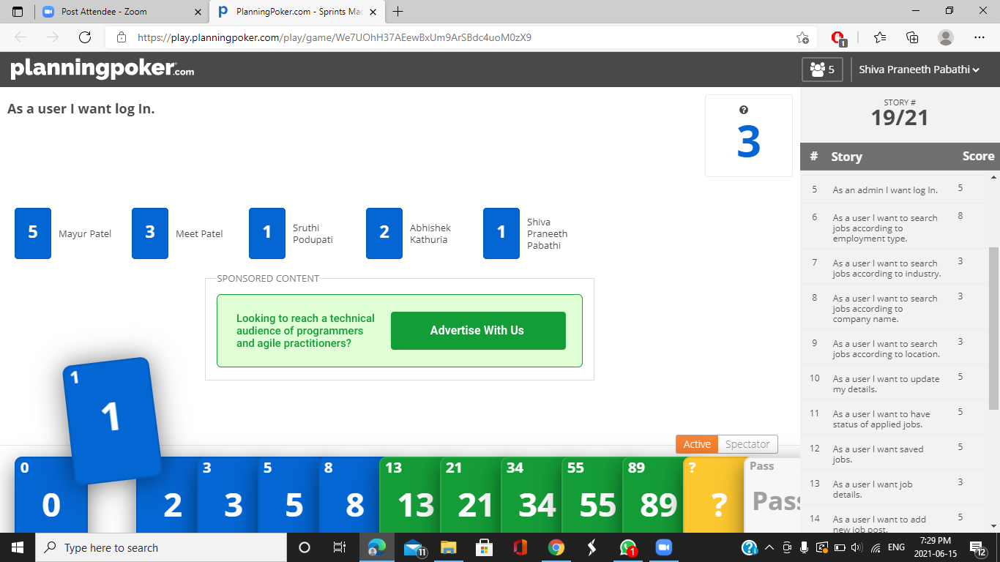 Post Attendee - Zoom
PlanningPoker.com - Sprints Mac
https://play.planningpoker.com/play/game/We7UOhH37AEewBxUm9ArSBdc4uoM0zX9
1
planningpoker.com
5
Shiva Praneeth Pabathi
As a user I want log In.
?
3
5
Mayur Patel
3
Meet Patel
1
Sruthi
Podupati
2
Abhishek
Kathuria
1
Shiva
Praneeth
Pabathi
SPONSORED CONTENT
Looking to reach a technical
audience of programmers
and agile practitioners?
Advertise With Us
Active
Spectator
0
0
1
1
2
3
3
5
5
8
8
13
13
21
21
34
34
55
55
89
89
?
?
Pass
Pass
STORY #
19/21
# Story Score
5 As an admin I want log In. 5
6 As a user I want to search 8
jobs according to
employment type.
7 As a user I want to search 3
jobs according to industry.
8 As a user I want to search 3
jobs according to
company name.
9 As a user I want to search 3
jobs according to location.
10 As a user I want to update 5
my details.
11 As a user I want to have 5
status of applied jobs.
12 As a user I want saved 5
jobs.
13 As a user I want job 3
details.
14 As a user I want to add 5
new job post.
Type here to search
11
1
ENG
7:29 PM
2021-06-15
12